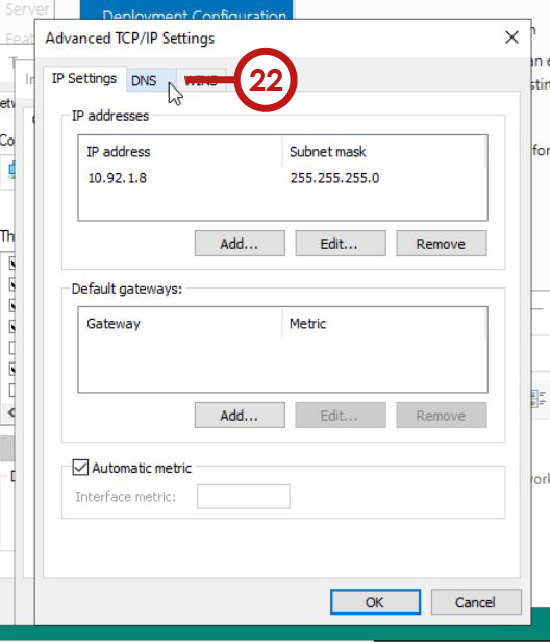 Server
Deployment Configuration
Advanced TCP/IP Settings
IP Settings DNS WINS
22
IP addresses
IP address Subnet mask
10.92.1.8 255.255.255.0
Add... Edit... Remove
Default gateways:
Gateway Metric
Add... Edit... Remove
Automatic metric
Interface metric:
OK Cancel